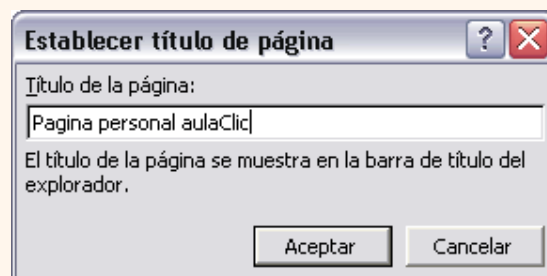 Establecer título de página
Título de la página:
Pagina personal aulaClic
El título de la página se muestra en la barra de título del
explorador.
Aceptar Cancelar